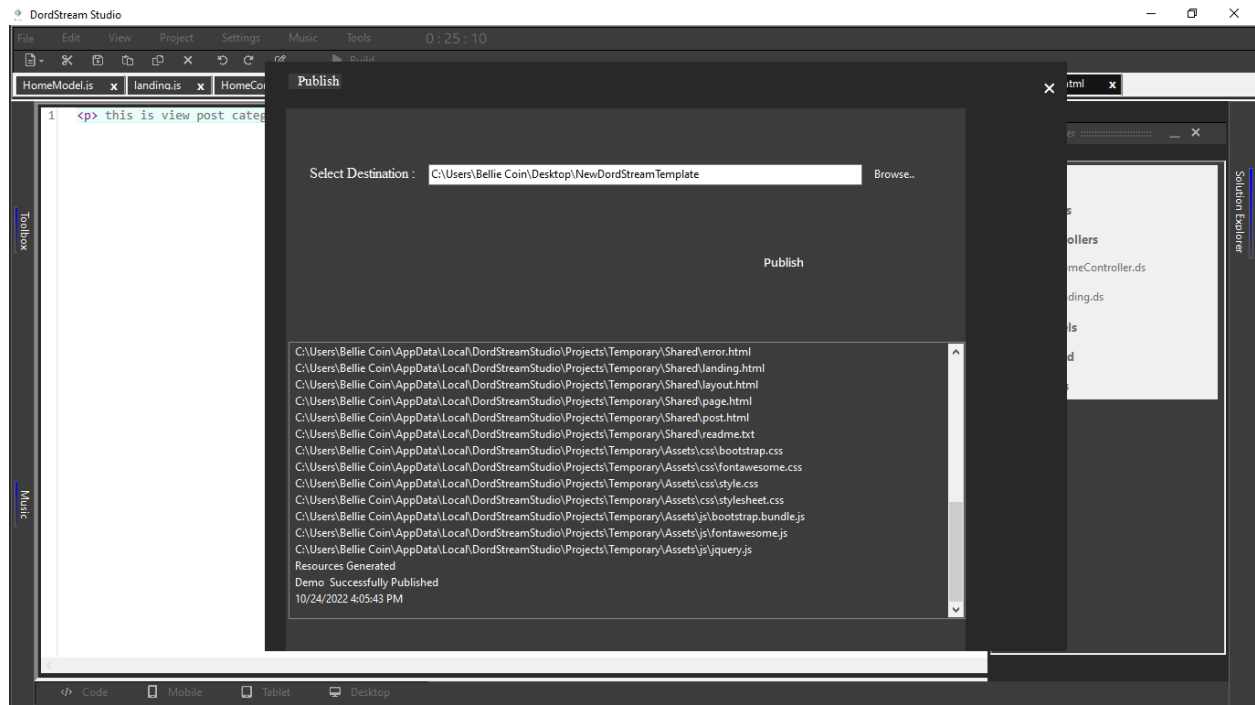 DordStream Studio
File Edit View Project Settings Music Tools 0:25:10
Build
HomeModel.js x landing.js x HomeCon html x
Publish
1 <p> this is view post categ
Select Destination : C:\Users\Bellie Coin\Desktop\NewDordStreamTemplate Browse..
Publish
Toolbox
Music
Solution Explorer
er
s
ollers
meController.ds
ding.ds
els
d
s
C:\Users\Bellie Coin\AppData\Local\DordStreamStudio\Projects\Temporary\Shared\error.html
C:\Users\Bellie Coin\AppData\Local\DordStreamStudio\Projects\Temporary\Shared\landing.html
C:\Users\Bellie Coin\AppData\Local\DordStreamStudio\Projects\Temporary\Shared\layout.html
C:\Users\Bellie Coin\AppData\Local\DordStreamStudio\Projects\Temporary\Shared\page.html
C:\Users\Bellie Coin\AppData\Local\DordStreamStudio\Projects\Temporary\Shared\post.html
C:\Users\Bellie Coin\AppData\Local\DordStreamStudio\Projects\Temporary\Shared\readme.txt
C:\Users\Bellie Coin\AppData\Local\DordStreamStudio\Projects\Temporary\Assets\css\bootstrap.css
C:\Users\Bellie Coin\AppData\Local\DordStreamStudio\Projects\Temporary\Assets\css\fontawesome.css
C:\Users\Bellie Coin\AppData\Local\DordStreamStudio\Projects\Temporary\Assets\css\style.css
C:\Users\Bellie Coin\AppData\Local\DordStreamStudio\Projects\Temporary\Assets\css\stylesheet.css
C:\Users\Bellie Coin\AppData\Local\DordStreamStudio\Projects\Temporary\Assets\js\bootstrap.bundle.js
C:\Users\Bellie Coin\AppData\Local\DordStreamStudio\Projects\Temporary\Assets\js\fontawesome.js
C:\Users\Bellie Coin\AppData\Local\DordStreamStudio\Projects\Temporary\Assets\js\jquery.js
Resources Generated
Demo Successfully Published
10/24/2022 4:05:43 PM
Code Mobile Tablet Desktop